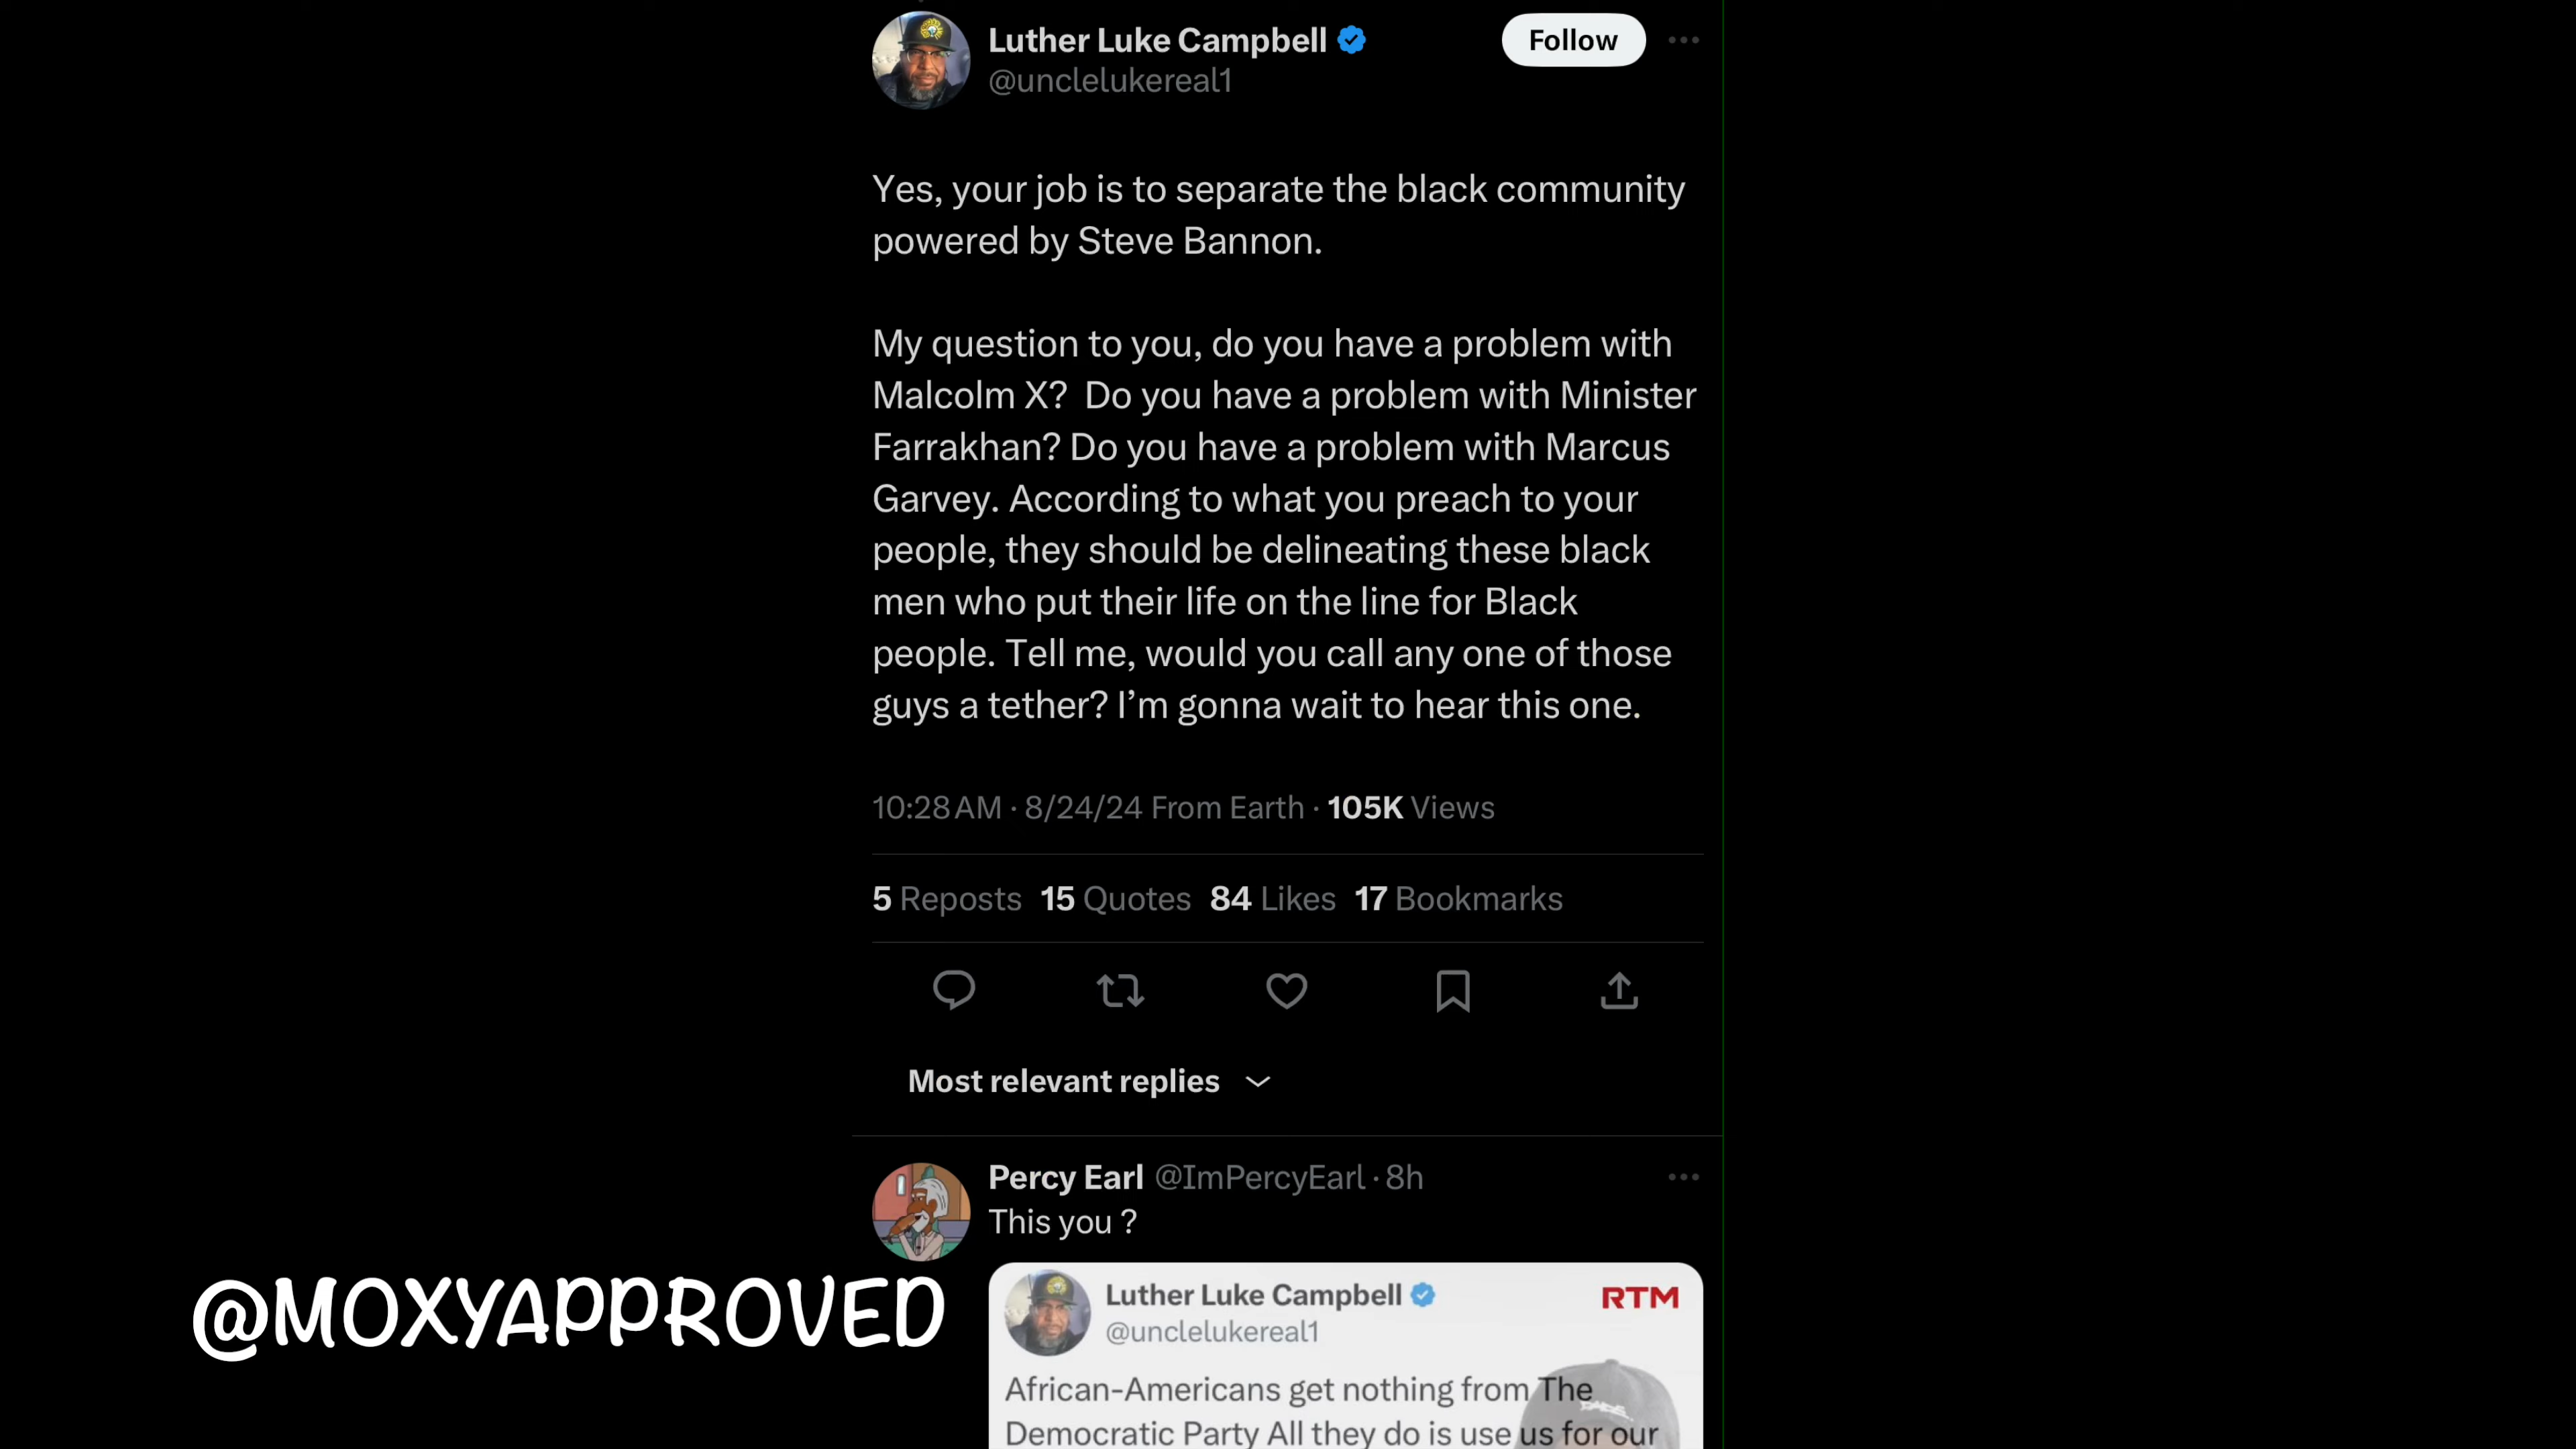 Luther Luke Campbell
Follow
@unclelukereal1
Yes, your job is to separate the black community
powered by Steve Bannon.
My question to you, do you have a problem with
Malcolm X?  Do you have a problem with Minister
Farrakhan? Do you have a problem with Marcus
Garvey. According to what you preach to your
people, they should be delineating these black
men who put their life on the line for Black
people. Tell me, would you call any one of those
guys a tether? I’m gonna wait to hear this one.
10:28 AM · 8/24/24 From Earth · 105K Views
5 Reposts 15 Quotes 84 Likes 17 Bookmarks
Most relevant replies
Percy Earl @ImPercyEarl · 8h
This you ?
@MOXYAPPROVED
Luther Luke Campbell
RTM
@unclelukereal1
African-Americans get nothing from The
Democratic Party All they do is use us for our